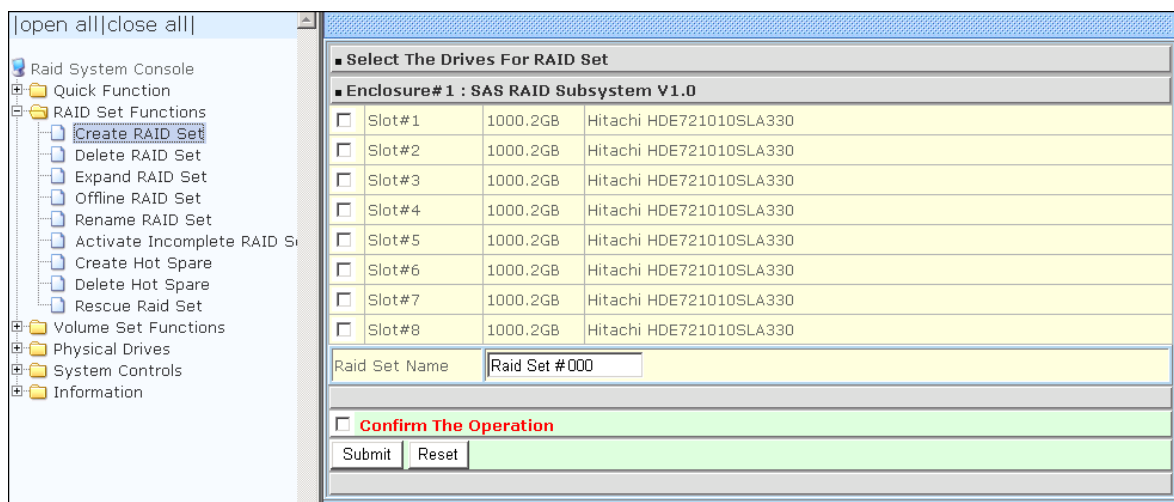 |open all|close all|
Raid System Console
Quick Function
RAID Set Functions
Create RAID Set
Delete RAID Set
Expand RAID Set
Offline RAID Set
Rename RAID Set
Activate Incomplete RAID Se
Create Hot Spare
Delete Hot Spare
Rescue Raid Set
Volume Set Functions
Physical Drives
System Controls
Information
Select The Drives For RAID Set
Enclosure#1 : SAS RAID Subsystem V1.0
Slot#1 1000.2GB Hitachi HDE721010SLA330
Slot#2 1000.2GB Hitachi HDE721010SLA330
Slot#3 1000.2GB Hitachi HDE721010SLA330
Slot#4 1000.2GB Hitachi HDE721010SLA330
Slot#5 1000.2GB Hitachi HDE721010SLA330
Slot#6 1000.2GB Hitachi HDE721010SLA330
Slot#7 1000.2GB Hitachi HDE721010SLA330
Slot#8 1000.2GB Hitachi HDE721010SLA330
Raid Set Name Raid Set #000
Confirm The Operation
Submit Reset